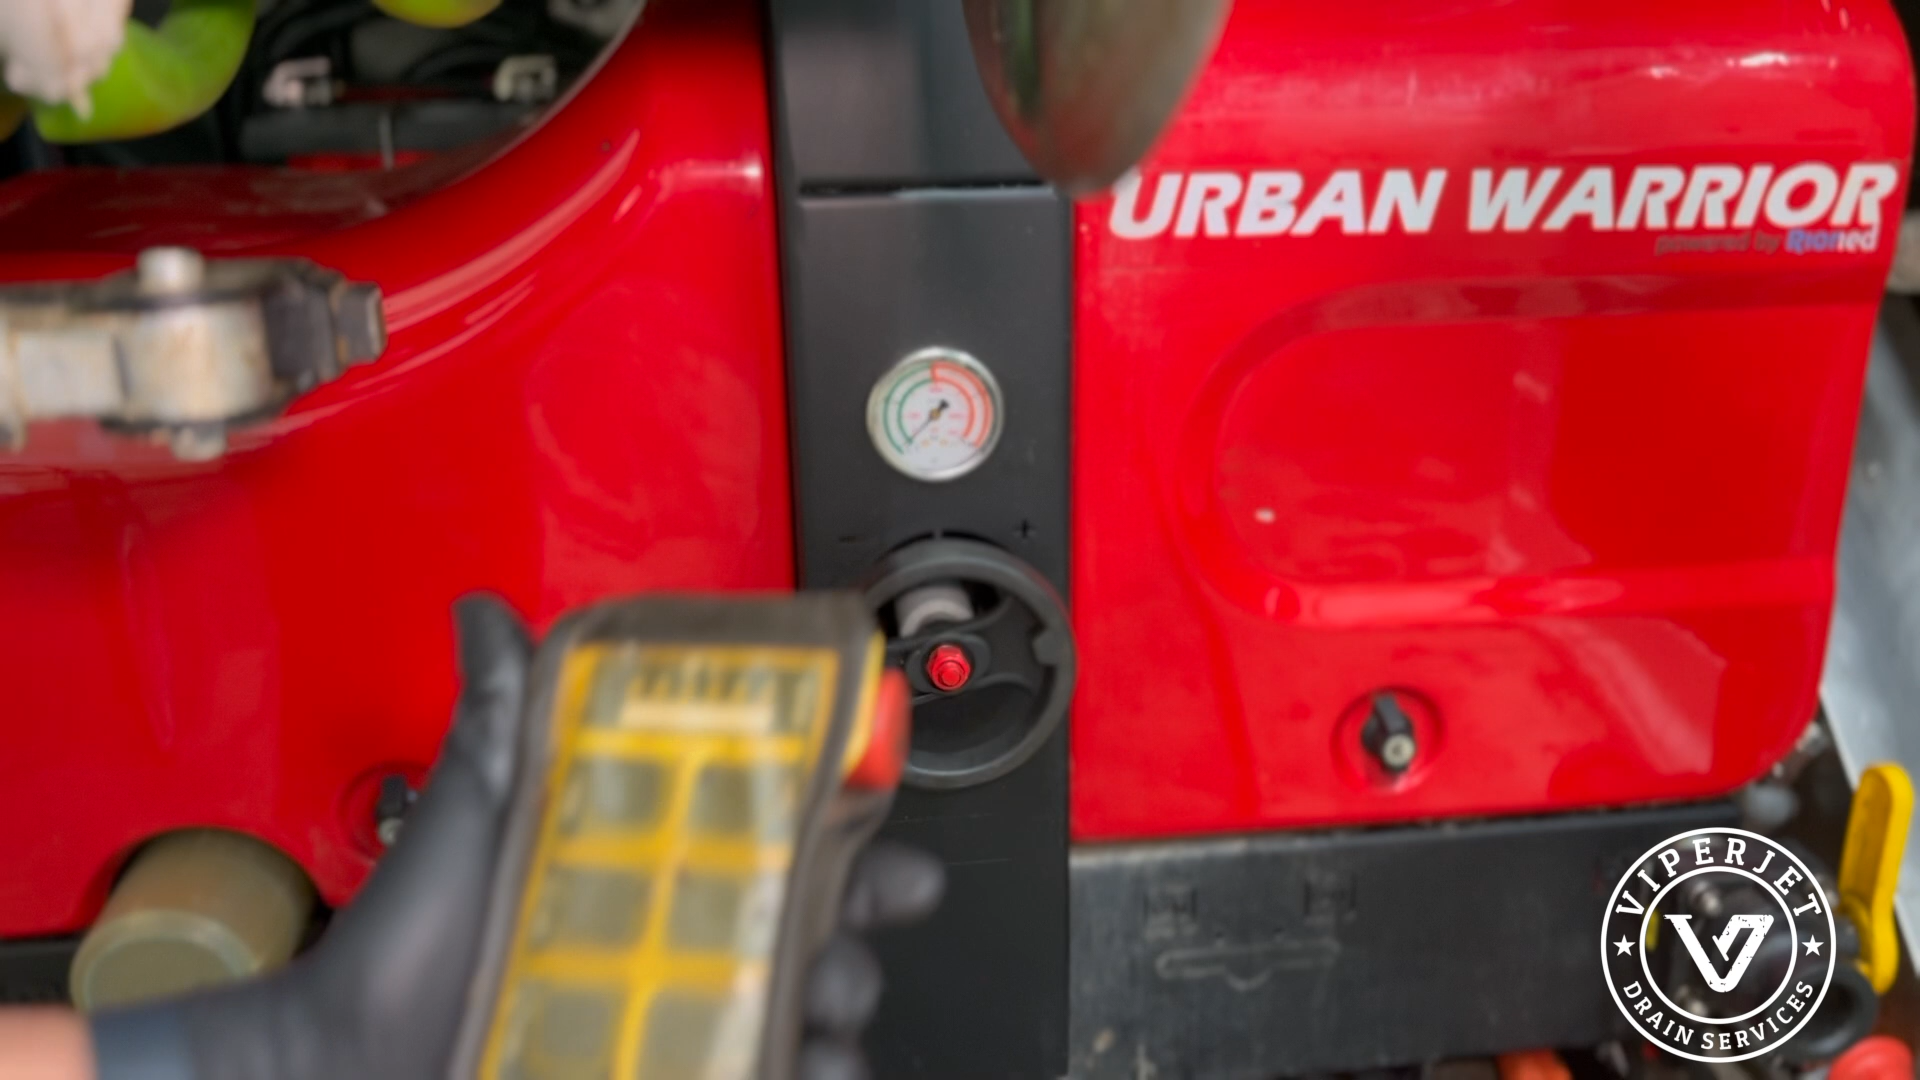 URBAN WARRIOR
powered by Rioned
- +
VIPERJET
V
DRAIN SERVICES